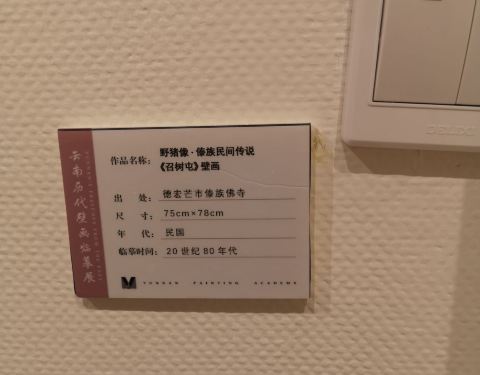 云南历代壁画临摹展
作品名称：野猪像·傣族民间传说
《召树屯》壁画
出　处：德宏芒市傣族佛寺
尺　寸：75cm×78cm
年　代：民国
临摹时间：20世纪80年代
YUNNAN PAINTING ACADEMY
DELIXI